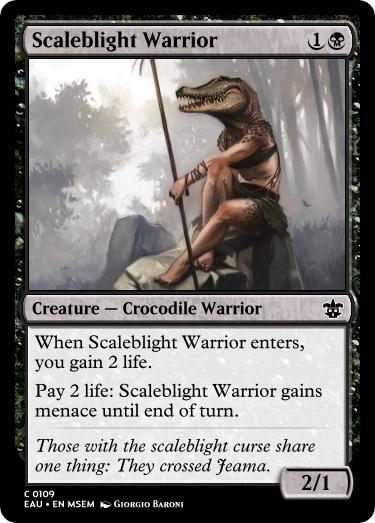 Scaleblight Warrior 1
Creature — Crocodile Warrior
When Scaleblight Warrior enters,
you gain 2 life.
Pay 2 life: Scaleblight Warrior gains
menace until end of turn.
Those with the scaleblight curse share
one thing: They crossed Jeama.
2/1
C 0109
EAU • EN MSEM Giorgio Baroni